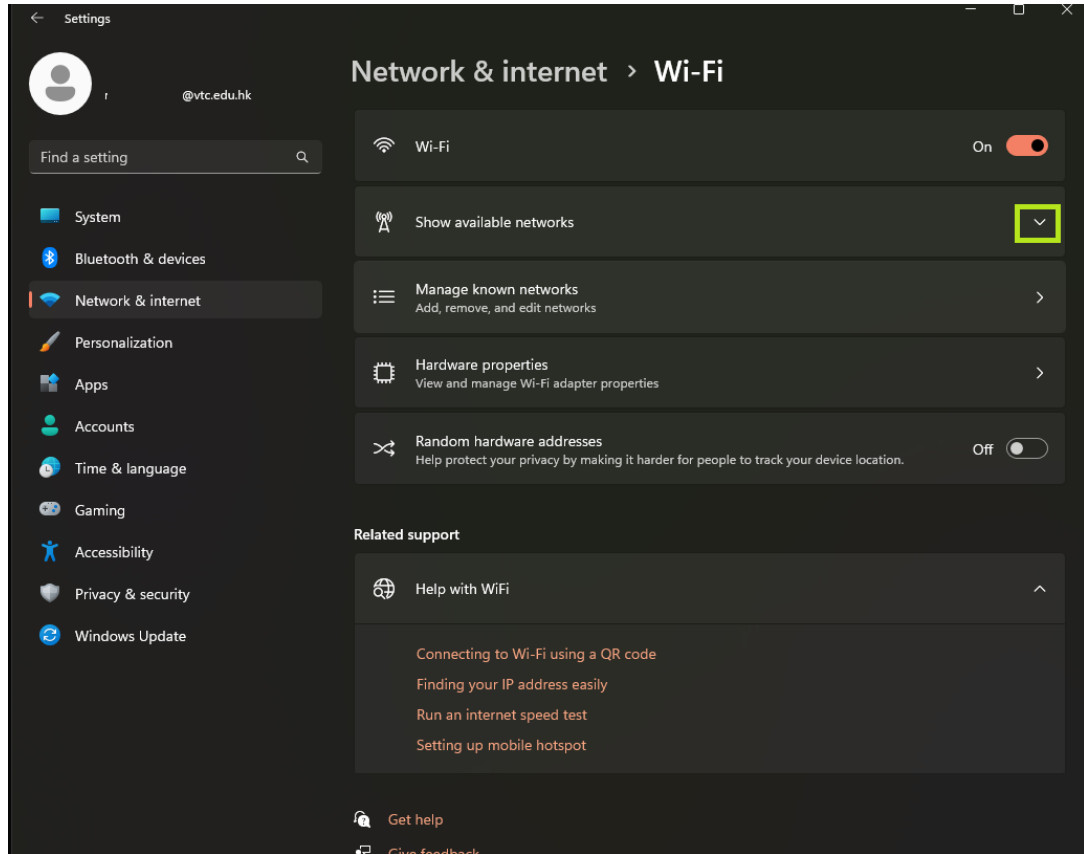 Settings
@vtc.edu.hk
Find a setting
System
Bluetooth & devices
Network & internet
Personalization
Apps
Accounts
Time & language
Gaming
Accessibility
Privacy & security
Windows Update
Network & internet > Wi-Fi
Wi-Fi
On
Show available networks
Manage known networks
Add, remove, and edit networks
Hardware properties
View and manage Wi-Fi adapter properties
Random hardware addresses
Help protect your privacy by making it harder for people to track your device location.
Off
Related support
Help with WiFi
Connecting to Wi-Fi using a QR code
Finding your IP address easily
Run an internet speed test
Setting up mobile hotspot
Get help
Give feedback